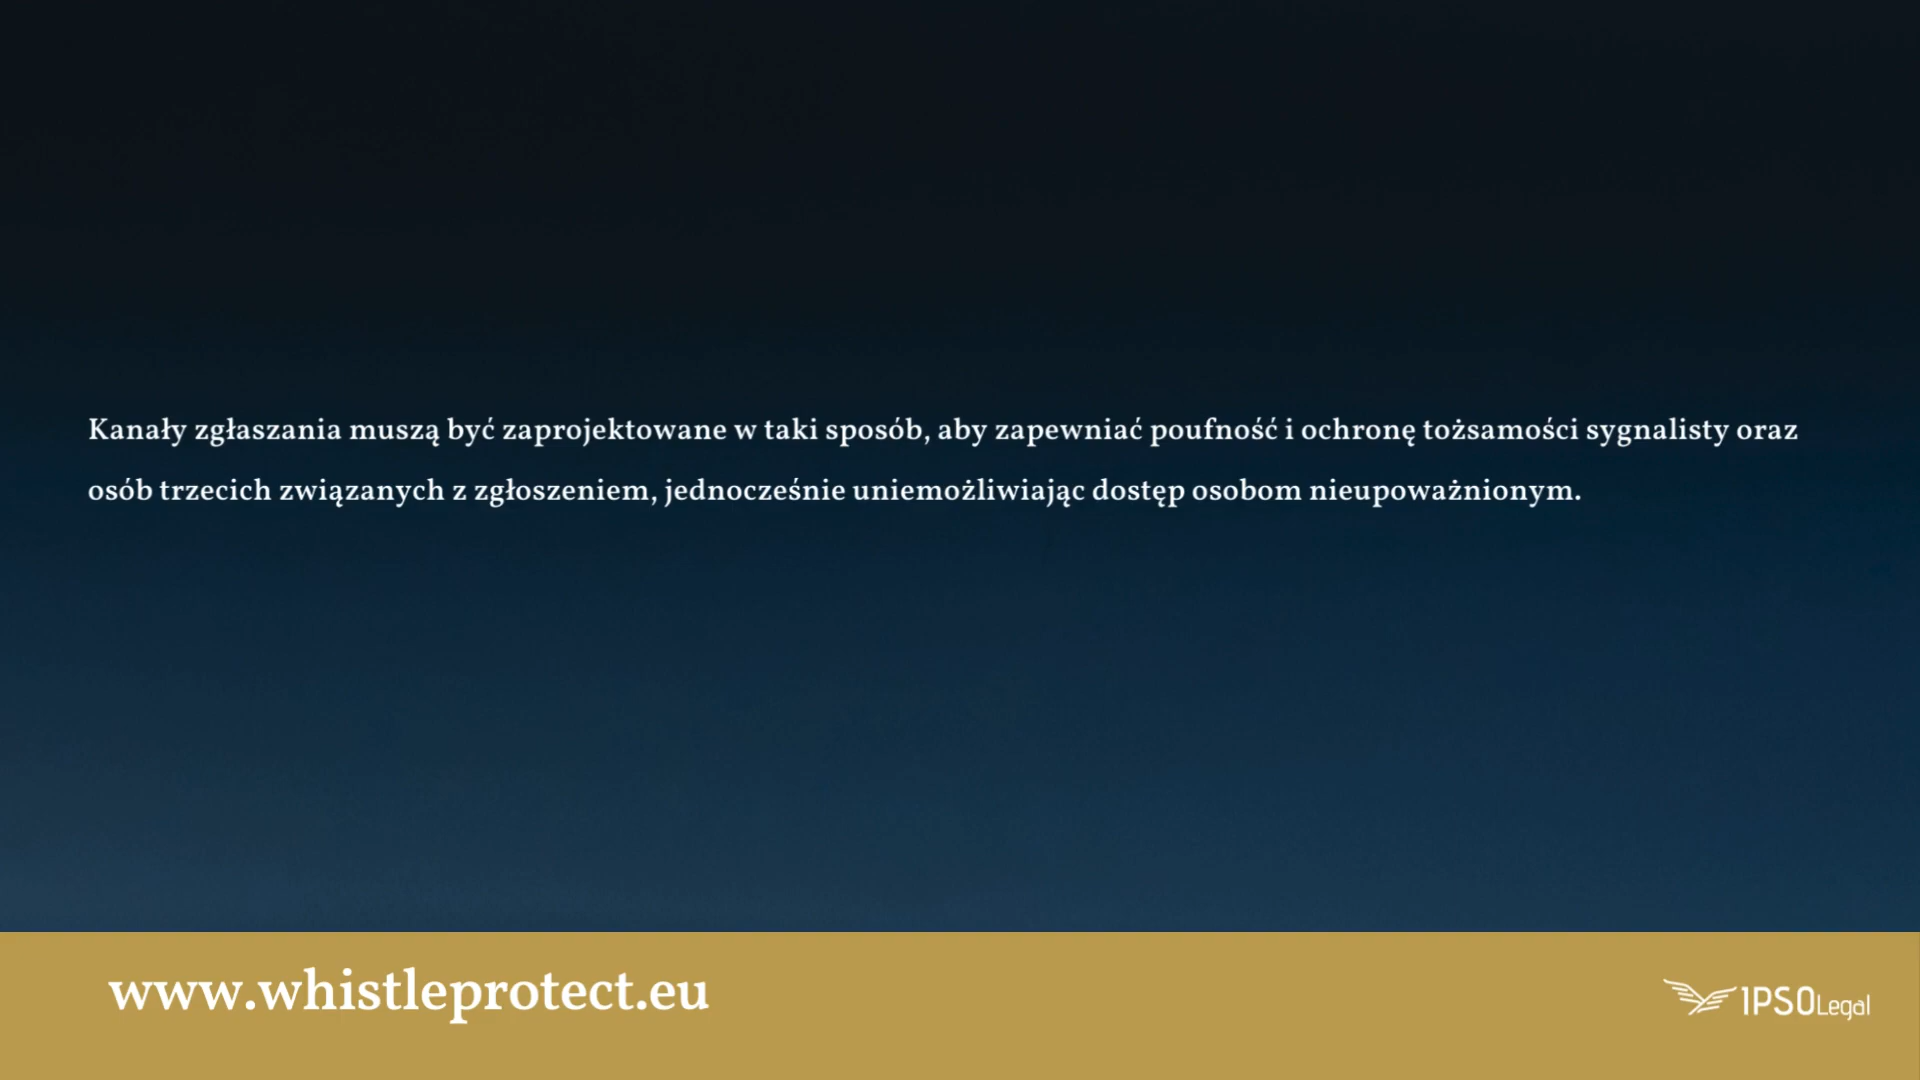 Kanały zgłaszania muszą być zaprojektowane w taki sposób, aby zapewniać poufność i ochronę tożsamości sygnalisty oraz
osób trzecich związanych z zgłoszeniem, jednocześnie uniemożliwiając dostęp osobom nieupoważnionym.
www.whistleprotect.eu
IPSO Legal